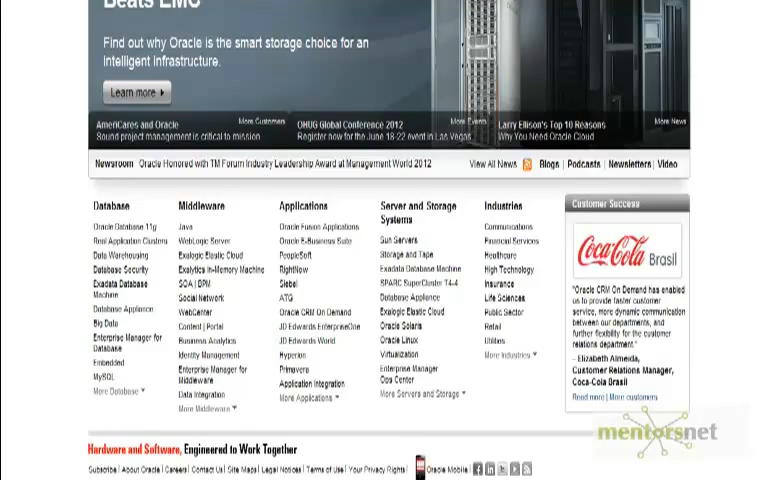 Beats EMC
Find out why Oracle is the smart storage choice for an
intelligent infrastructure.
Learn more
AmeriCares and Oracle
Sound project management is critical to mission
More Customers
OHUG Global Conference 2012
Register now for the June 18-22 event in Las Vegas
More Events
Larry Ellison's Top 10 Reasons
Why You Need Oracle Cloud
More News
Newsroom Oracle Honored with TM Forum Industry Leadership Award at Management World 2012
View All News Blogs | Podcasts | Newsletters | Video
Database
Oracle Database 11g
Real Application Clusters
Data Warehousing
Database Security
Exadata Database
Machine
Database Appliance
Big Data
Enterprise Manager for
Database
Embedded
MySQL
More Database
Middleware
Java
WebLogic Server
Exalogic Elastic Cloud
Exalytics In-Memory Machine
SOA | BPM
Social Network
WebCenter
Content | Portal
Business Analytics
Identity Management
Enterprise Manager for
Middleware
Data Integration
More Middleware
Applications
Oracle Fusion Applications
Oracle E-Business Suite
PeopleSoft
RightNow
Siebel
ATG
Oracle CRM On Demand
JD Edwards EnterpriseOne
JD Edwards World
Hyperion
Primavera
Application Integration
More Applications
Server and Storage
Systems
Sun Servers
Storage and Tape
Exadata Database Machine
SPARC SuperCluster T4-4
Database Appliance
Exalogic Elastic Cloud
Oracle Solaris
Oracle Linux
Virtualization
Enterprise Manager
Ops Center
More Servers and Storage
Industries
Communications
Financial Services
Healthcare
High Technology
Insurance
Life Sciences
Public Sector
Retail
Utilities
More Industries
Customer Success
Coca-Cola Brasil
"Oracle CRM On Demand has enabled
us to provide faster customer
service, more dynamic communication
between our departments, and
further flexibility for the customer
relations department."
– Elizabeth Almeida,
Customer Relations Manager,
Coca-Cola Brasil
Read more | More customers
mentorsnet
Hardware and Software, Engineered to Work Together
Subscribe | About Oracle | Careers | Contact Us | Site Maps | Legal Notices | Terms of Use | Your Privacy Rights
Oracle Mobile